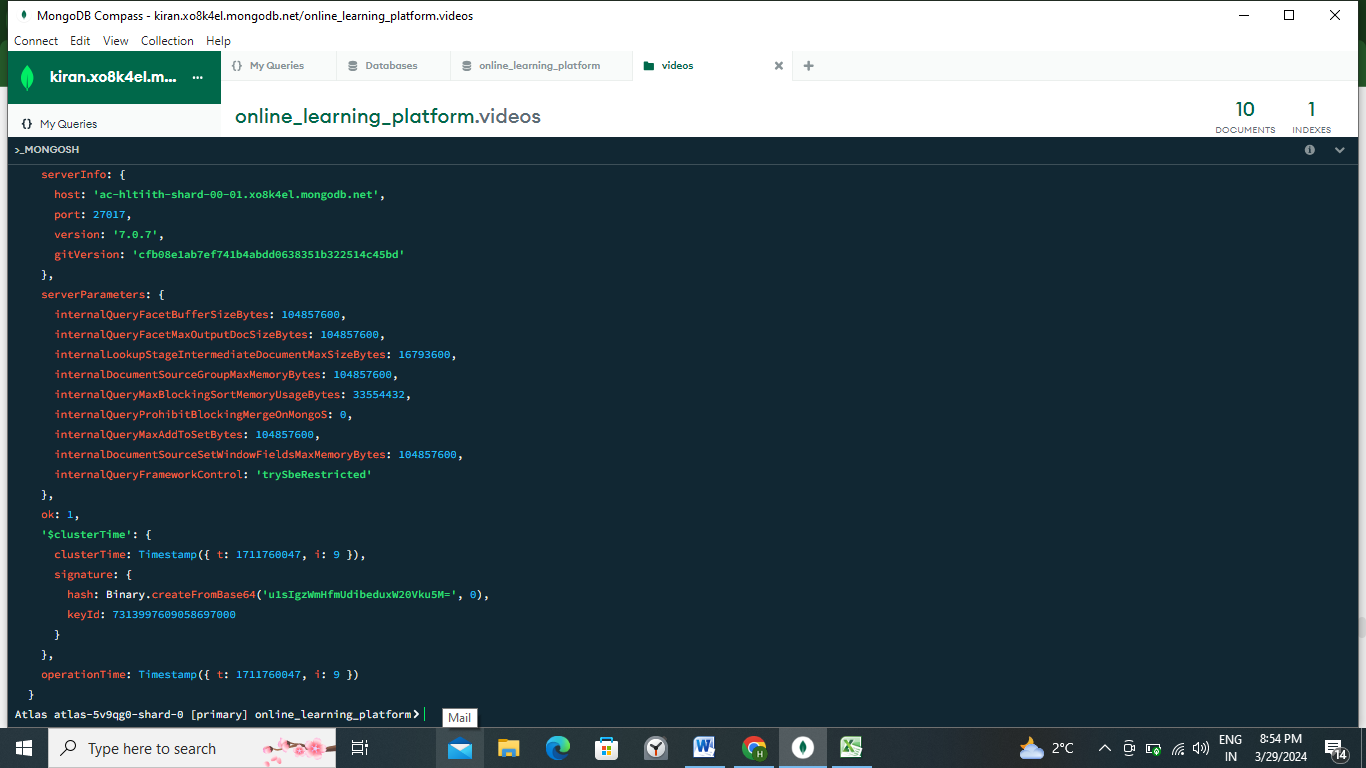 MongoDB Compass - kiran.xo8k4el.mongodb.net/online_learning_platform.videos
Connect Edit View Collection Help
kiran.xo8k4el.m... ...
{} My Queries
Databases
online_learning_platform
videos
{} My Queries
online_learning_platform.videos
10
DOCUMENTS
1
INDEXES
>_MONGOSH
serverInfo: {
host: 'ac-hltiith-shard-00-01.xo8k4el.mongodb.net',
port: 27017,
version: '7.0.7',
gitVersion: 'cfb08e1ab7ef741b4abdd0638351b322514c45bd'
},
serverParameters: {
internalQueryFacetBufferSizeBytes: 104857600,
internalQueryFacetMaxOutputDocSizeBytes: 104857600,
internalLookupStageIntermediateDocumentMaxSizeBytes: 16793600,
internalDocumentSourceGroupMaxMemoryBytes: 104857600,
internalQueryMaxBlockingSortMemoryUsageBytes: 33554432,
internalQueryProhibitBlockingMergeOnMongoS: 0,
internalQueryMaxAddToSetBytes: 104857600,
internalDocumentSourceSetWindowFieldsMaxMemoryBytes: 104857600,
internalQueryFrameworkControl: 'trySbeRestricted'
},
ok: 1,
'$clusterTime': {
clusterTime: Timestamp({ t: 1711760047, i: 9 }),
signature: {
hash: Binary.createFromBase64('u1sIgzWmHfmUdibeduxW20Vku5M=', 0),
keyId: 7313997609058697000
}
},
operationTime: Timestamp({ t: 1711760047, i: 9 })
}
Atlas atlas-5v9qg0-shard-0 [primary] online_learning_platform>
Mail
Type here to search
2°C
ENG
IN
8:54 PM
3/29/2024
14